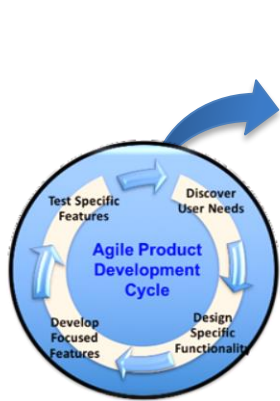 Test Specific
Features
Discover
User Needs
Agile Product
Development
Cycle
Develop
Focused
Features
Design
Specific
Functionality